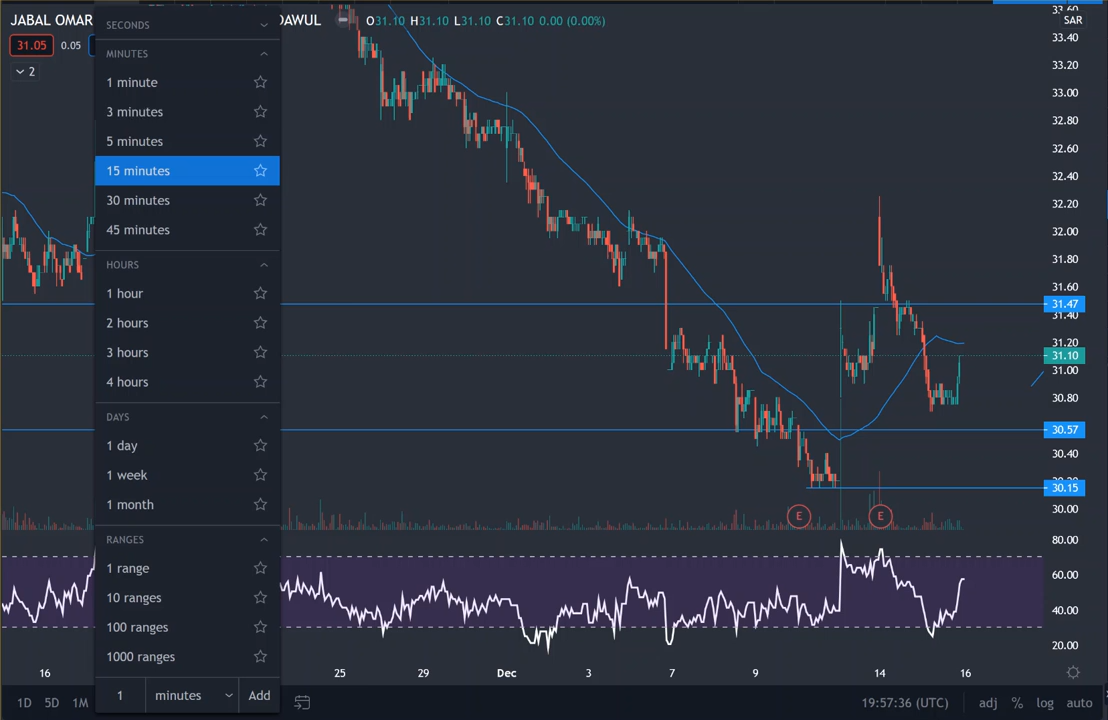 JABAL OMAR
DAWUL
O31.10 H31.10 L31.10 C31.10 0.00 (0.00%)
31.05 0.05
2
SECONDS
MINUTES
1 minute
3 minutes
5 minutes
15 minutes
30 minutes
45 minutes
HOURS
1 hour
2 hours
3 hours
4 hours
DAYS
1 day
1 week
1 month
RANGES
1 range
10 ranges
100 ranges
1000 ranges
1 minutes Add
33.60
SAR
33.40
33.20
33.00
32.80
32.60
32.40
32.20
32.00
31.80
31.60
31.47
31.40
31.20
31.10
31.00
30.80
30.57
30.40
30.20
30.15
30.00
E E
80.00
60.00
40.00
20.00
16 25 29 Dec 3 7 9 14 16
1D 5D 1M
19:57:36 (UTC) adj % log auto